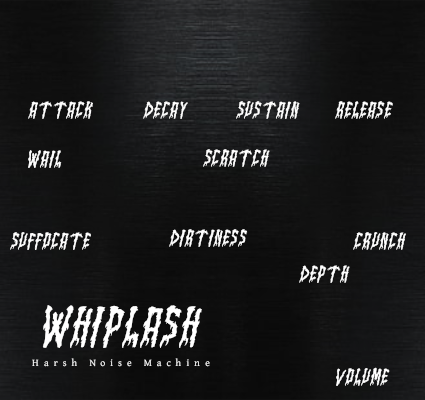 ATTACK DECAY SUSTAIN RELEASE
WAIL SCRATCH
SUFFOCATE DIRTINESS CRUNCH
DEPTH
WHIPLASH
Harsh Noise Machine
VOLUME